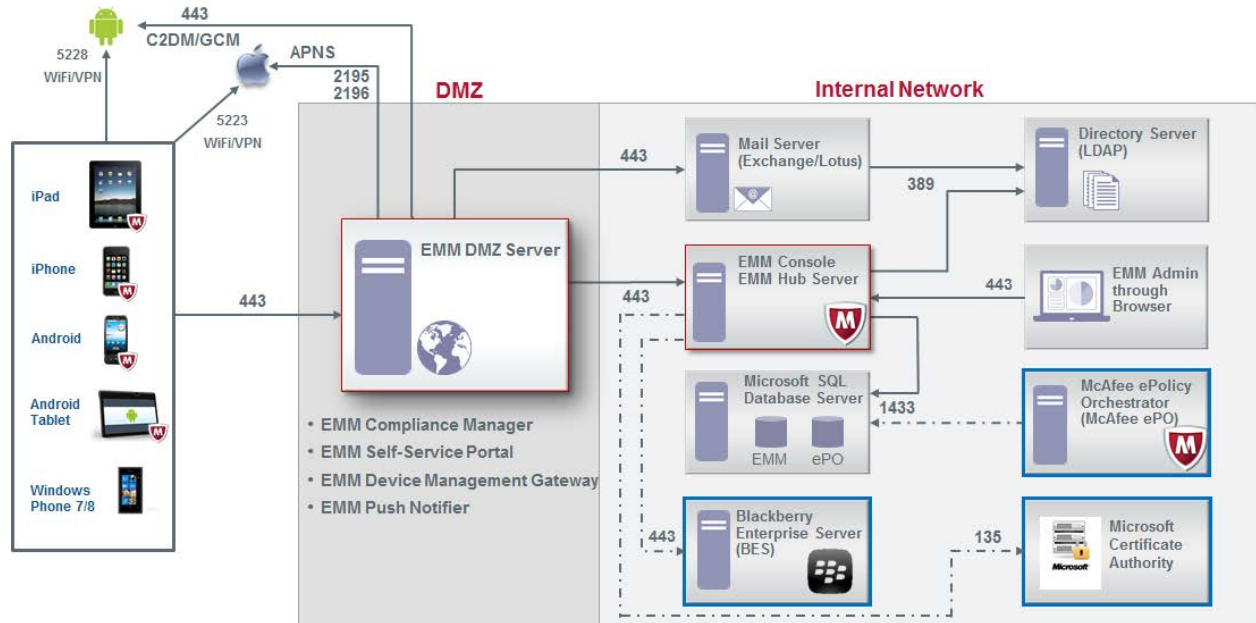 443
C2DM/GCM
5228
WiFi/VPN
APNS
2195
2196
5223
WiFi/VPN
DMZ
Internal Network
iPad
iPhone
Android
Android
Tablet
Windows
Phone 7/8
443
EMM DMZ Server
• EMM Compliance Manager
• EMM Self-Service Portal
• EMM Device Management Gateway
• EMM Push Notifier
443
Mail Server
(Exchange/Lotus)
@
389
Directory Server
(LDAP)
EMM Console
EMM Hub Server
M
443
443
EMM Admin
through
Browser
Microsoft SQL
Database Server
EMM
ePO
1433
McAfee ePolicy
Orchestrator
(McAfee ePO)
M
443
Blackberry
Enterprise Server
(BES)
135
Microsoft
Microsoft
Certificate
Authority